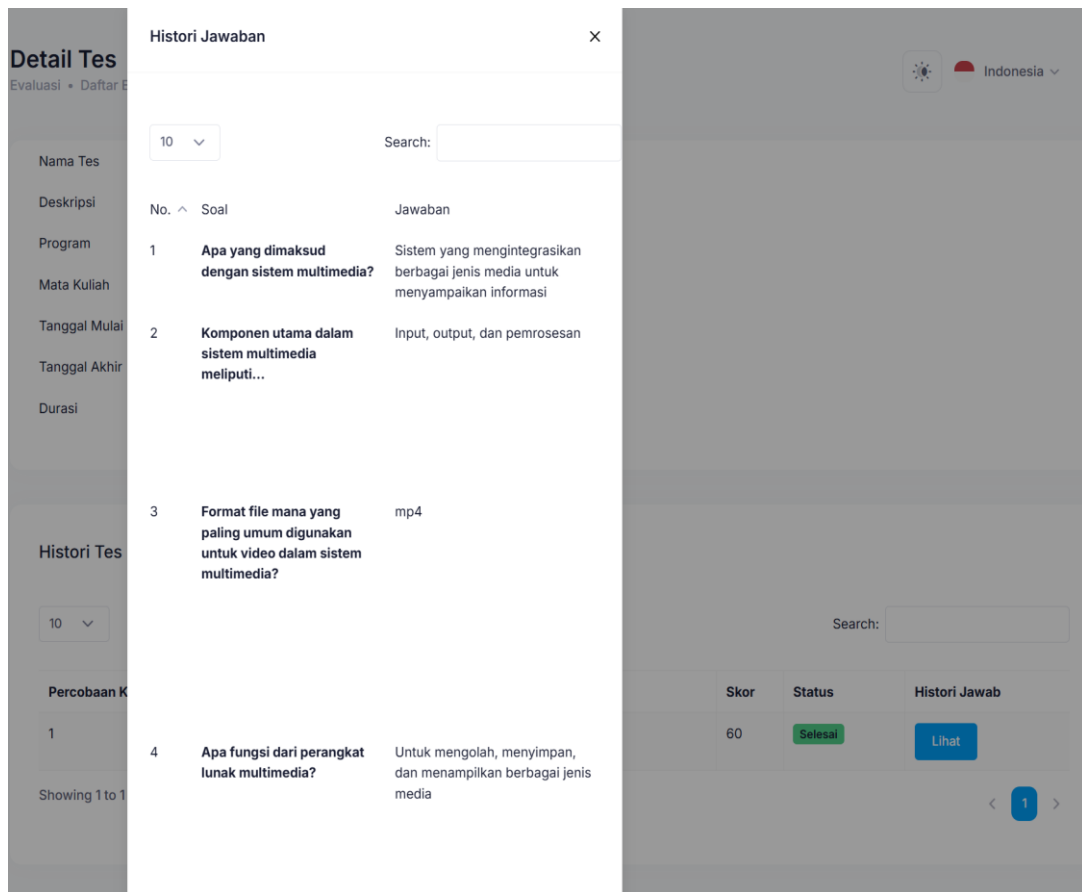 Histori Jawaban
Detail Tes
Evaluasi • Daftar E
Indonesia
10
Search:
Nama Tes
Deskripsi
Program
Mata Kuliah
Tanggal Mulai
Tanggal Akhir
Durasi
No. Soal Jawaban
1 Apa yang dimaksud Sistem yang mengintegrasikan
dengan sistem multimedia? berbagai jenis media untuk
menyampaikan informasi
2 Komponen utama dalam Input, output, dan pemrosesan
sistem multimedia
meliputi...
3 Format file mana yang mp4
paling umum digunakan
untuk video dalam sistem
multimedia?
4 Apa fungsi dari perangkat Untuk mengolah, menyimpan,
lunak multimedia? dan menampilkan berbagai jenis
media
Histori Tes
10
Search:
Percobaan K Skor Status Histori Jawab
1 60 Selesai Lihat
Showing 1 to 1
< 1 >